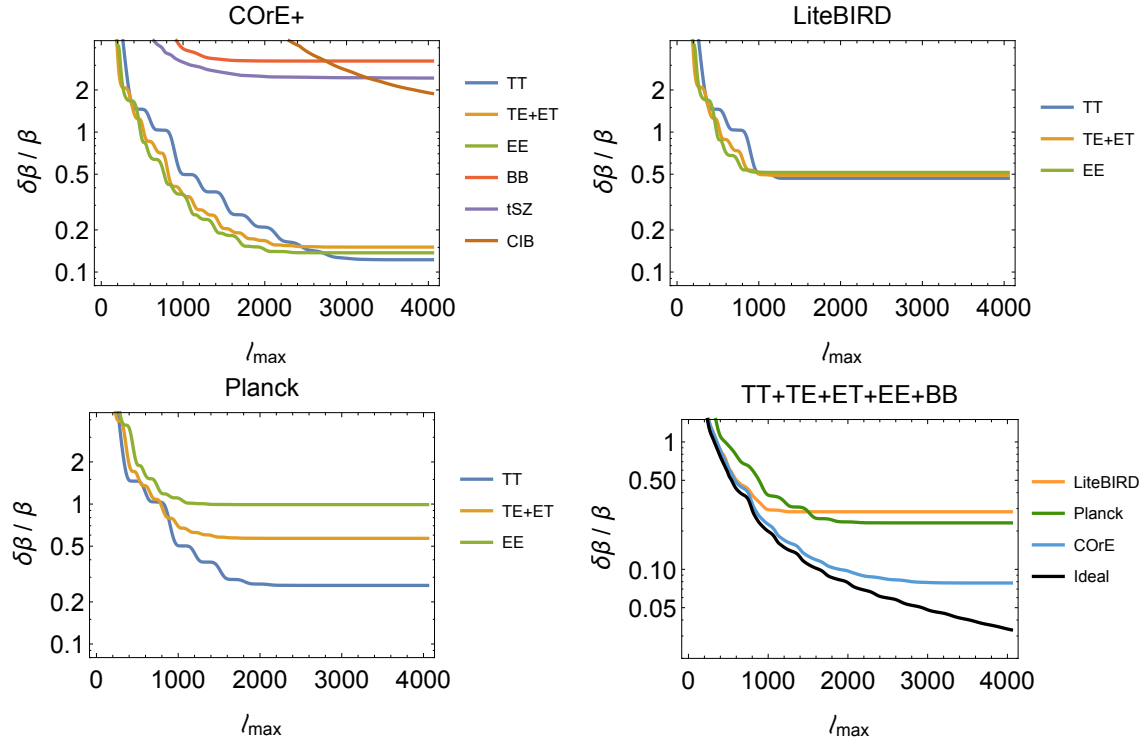 COrE+
δβ / β
2
1
0.5
0.2
0.1
0 1000 2000 3000 4000
l_max
TT
TE+ET
EE
BB
tSZ
CIB
LiteBIRD
δβ / β
2
1
0.5
0.2
0.1
0 1000 2000 3000 4000
l_max
TT
TE+ET
EE
Planck
δβ / β
2
1
0.5
0.2
0.1
0 1000 2000 3000 4000
l_max
TT
TE+ET
EE
TT+TE+ET+EE+BB
δβ / β
1
0.50
0.10
0.05
0 1000 2000 3000 4000
l_max
LiteBIRD
Planck
COrE
Ideal